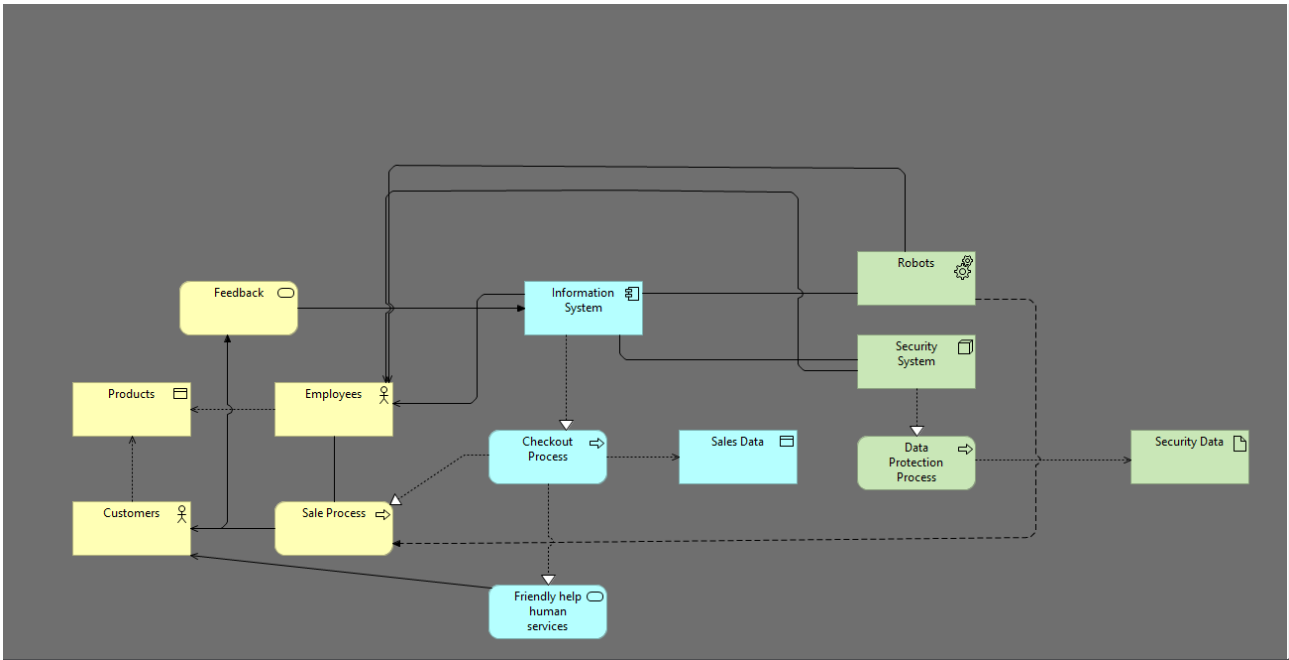 Robots
Feedback
Information
System
Security
System
Products
Employees
Checkout
Process
Sales Data
Data
Protection
Process
Security Data
Customers
Sale Process
Friendly help
human
services